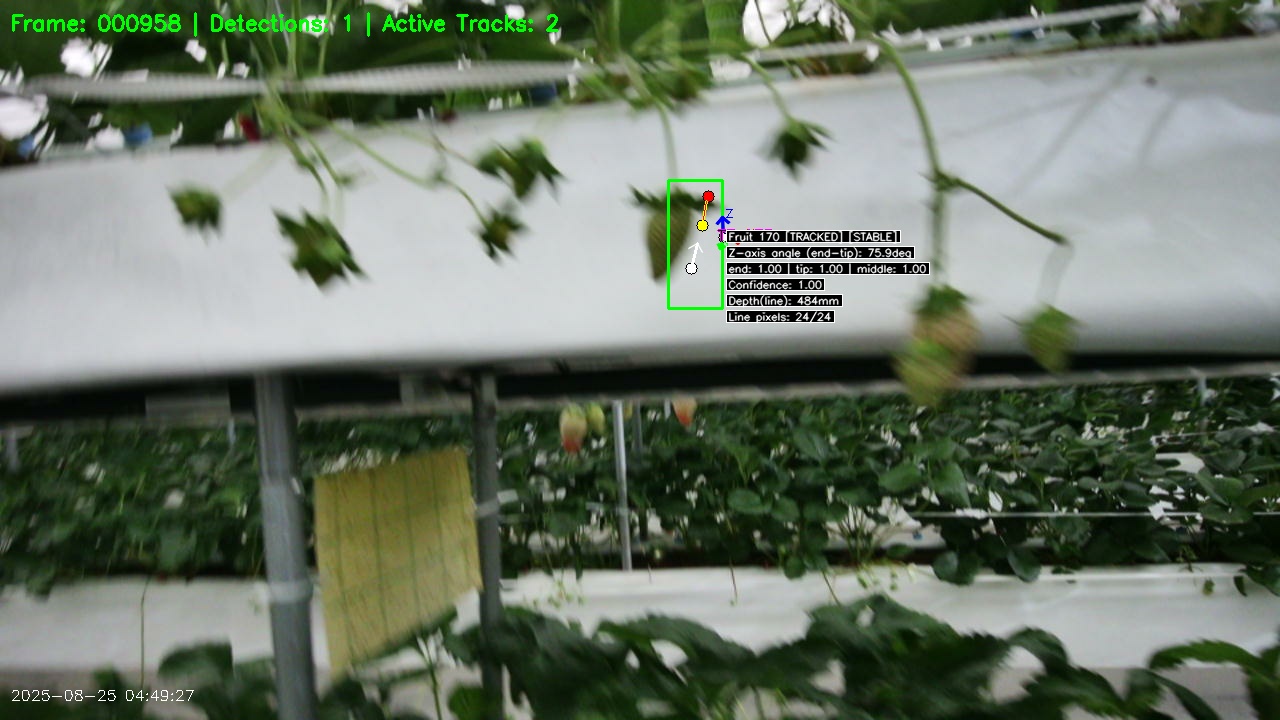 Frame: 000958 | Detections: 1 | Active Tracks: 2
Z
Fruit 170 [TRACKED] [STABLE]
Z-axis angle (end-tip): 75.9deg
end: 1.00 | tip: 1.00 | middle: 1.00
Confidence: 1.00
Depth(line): 484mm
Line pixels: 24/24
2025-08-25 04:49:27